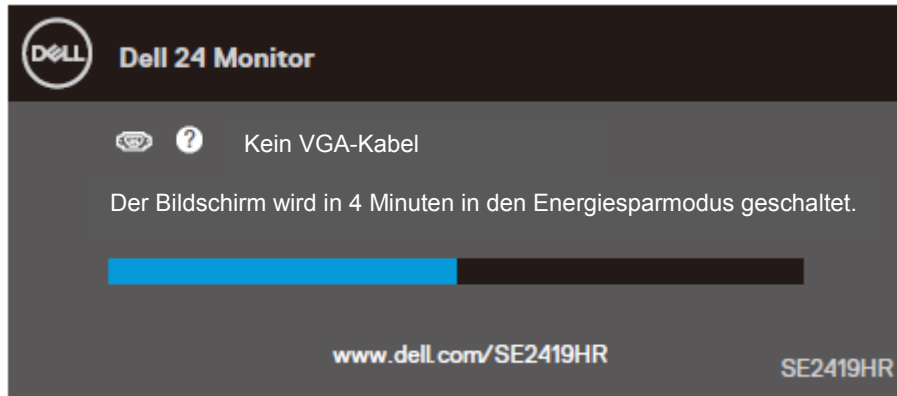 DELL Dell 24 Monitor
? Kein VGA-Kabel
Der Bildschirm wird in 4 Minuten in den Energiesparmodus geschaltet.
www.dell.com/SE2419HR
SE2419HR